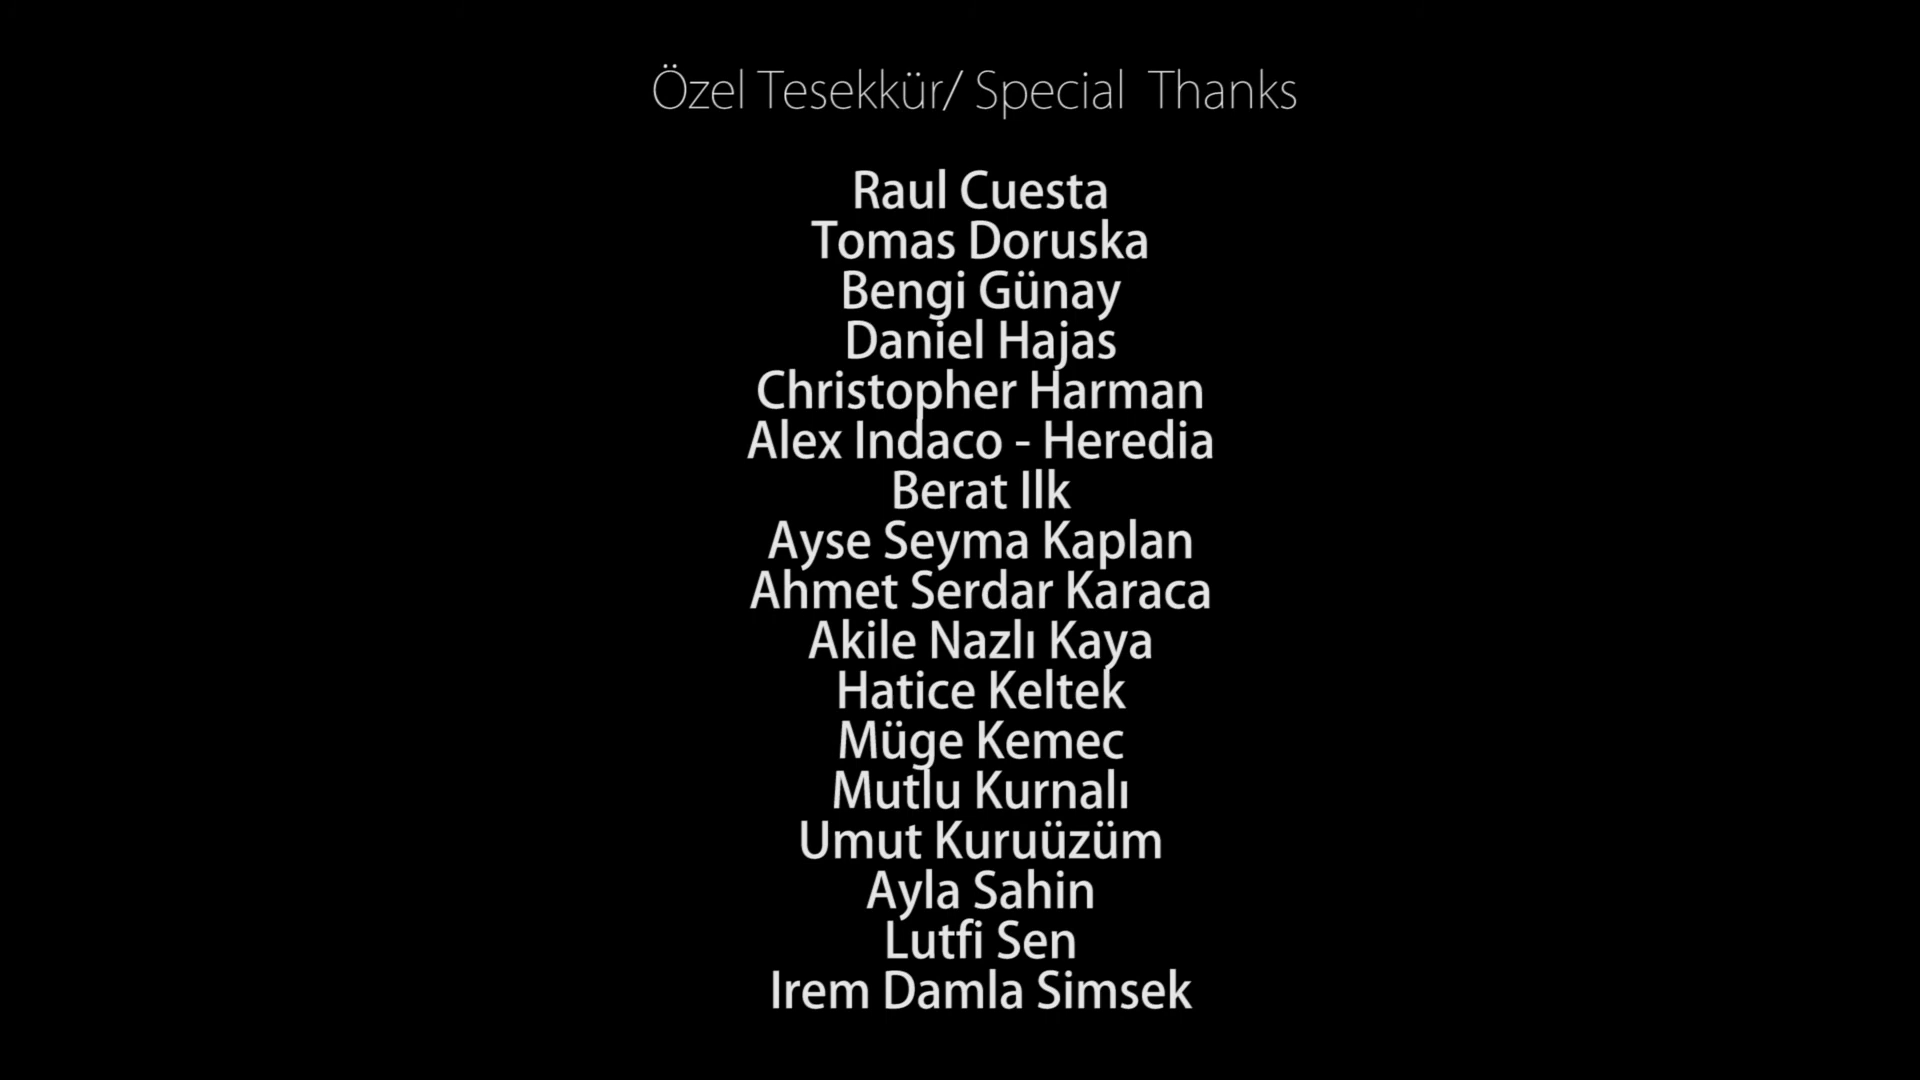 Özel Tesekkür/ Special Thanks
Raul Cuesta
Tomas Doruska
Bengi Günay
Daniel Hajas
Christopher Harman
Alex Indaco - Heredia
Berat Ilk
Ayse Seyma Kaplan
Ahmet Serdar Karaca
Akile Nazlı Kaya
Hatice Keltek
Müge Kemec
Mutlu Kurnalı
Umut Kuruüzüm
Ayla Sahin
Lutfi Sen
Irem Damla Simsek